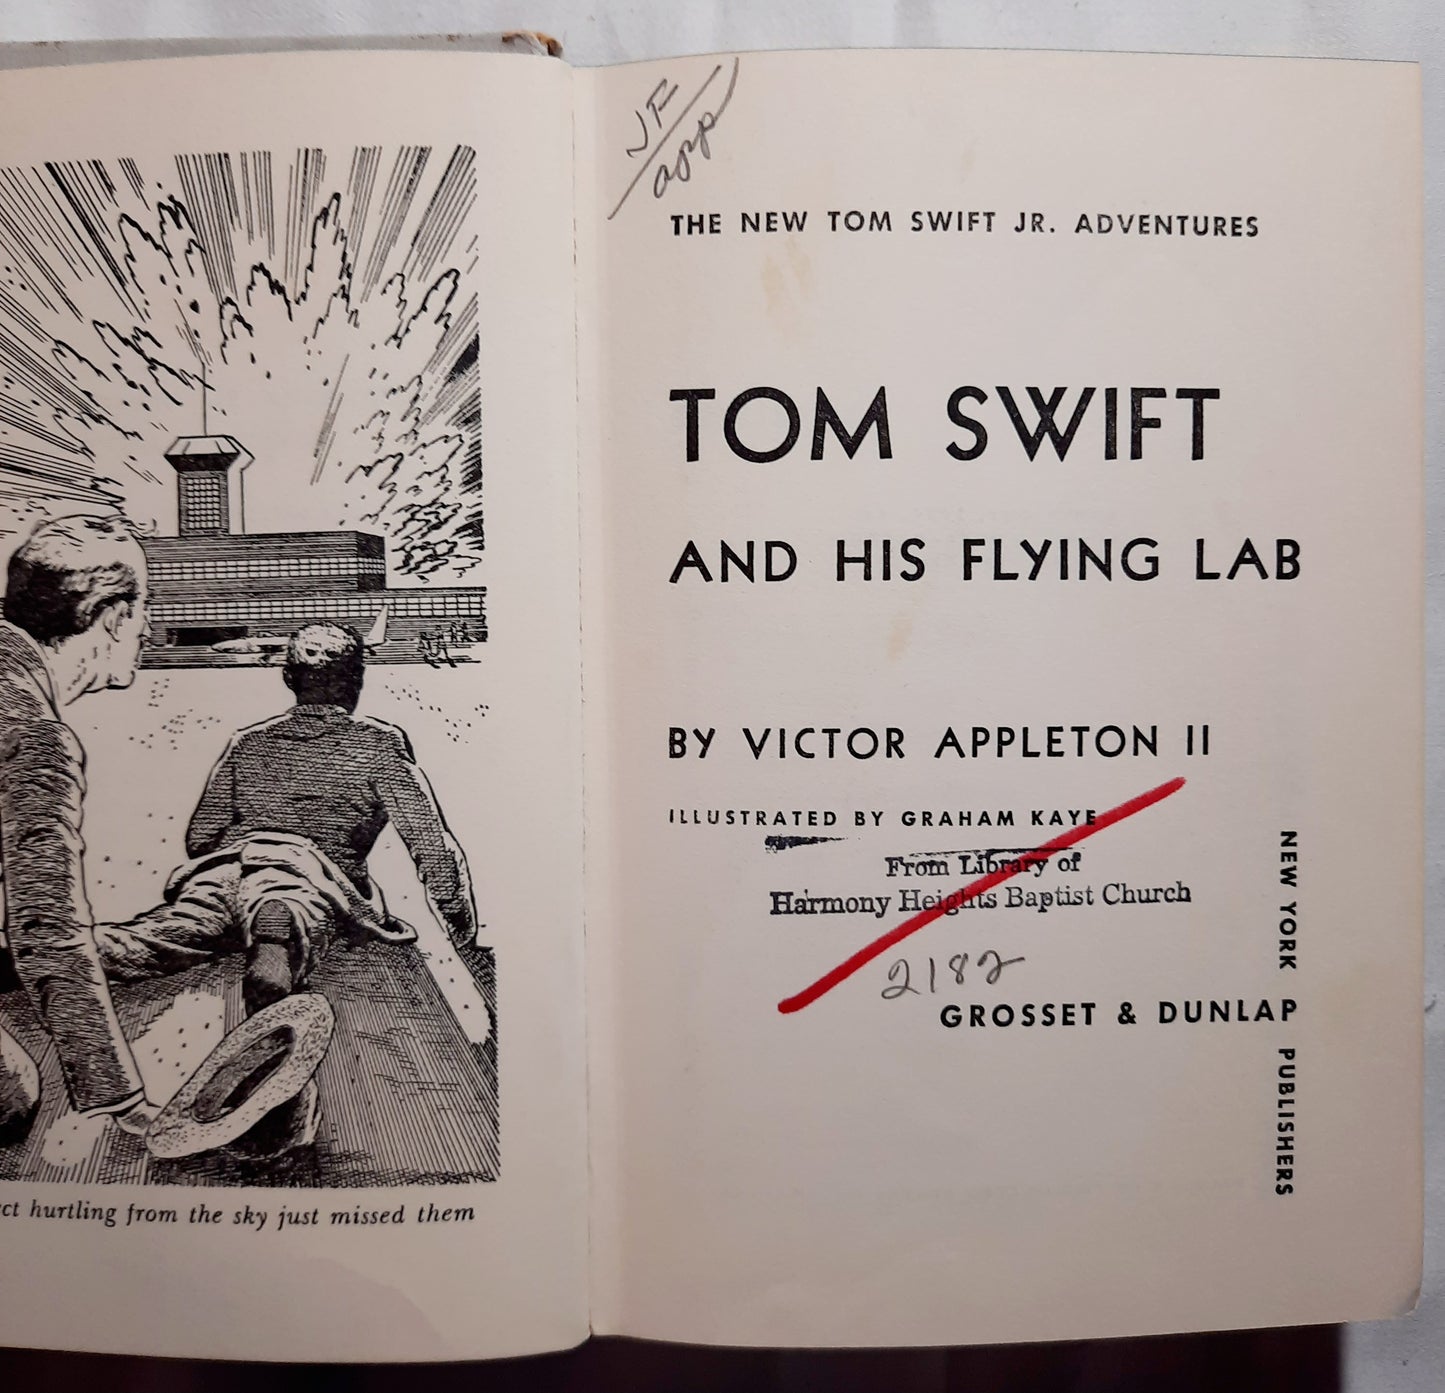 ct hurtling from the sky just missed them
JF
app
THE NEW TOM SWIFT JR. ADVENTURES
TOM SWIFT
AND HIS FLYING LAB
BY VICTOR APPLETON II
ILLUSTRATED BY GRAHAM KAYE
From Library of
Harmony Heights Baptist Church
2182
GROSSET & DUNLAP
NEW YORK PUBLISHERS